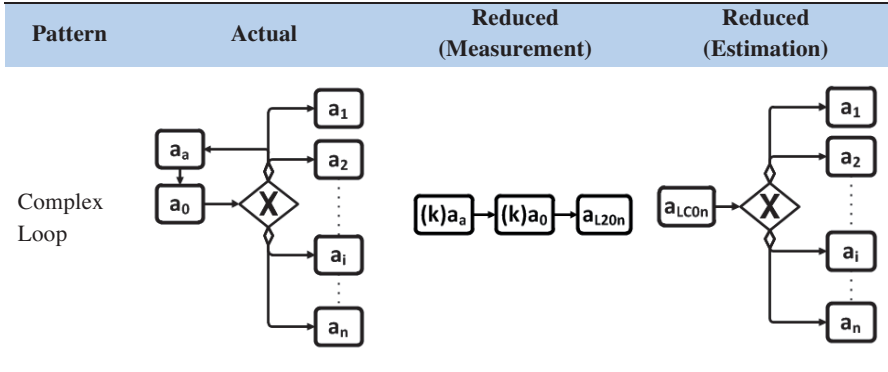 Pattern Actual Reduced (Measurement) Reduced (Estimation)
a1
aa
a2
a0
X
ai
an
Complex
Loop
(k)aa (k)a0 aL20n
a1
a2
aLC0n
X
ai
an